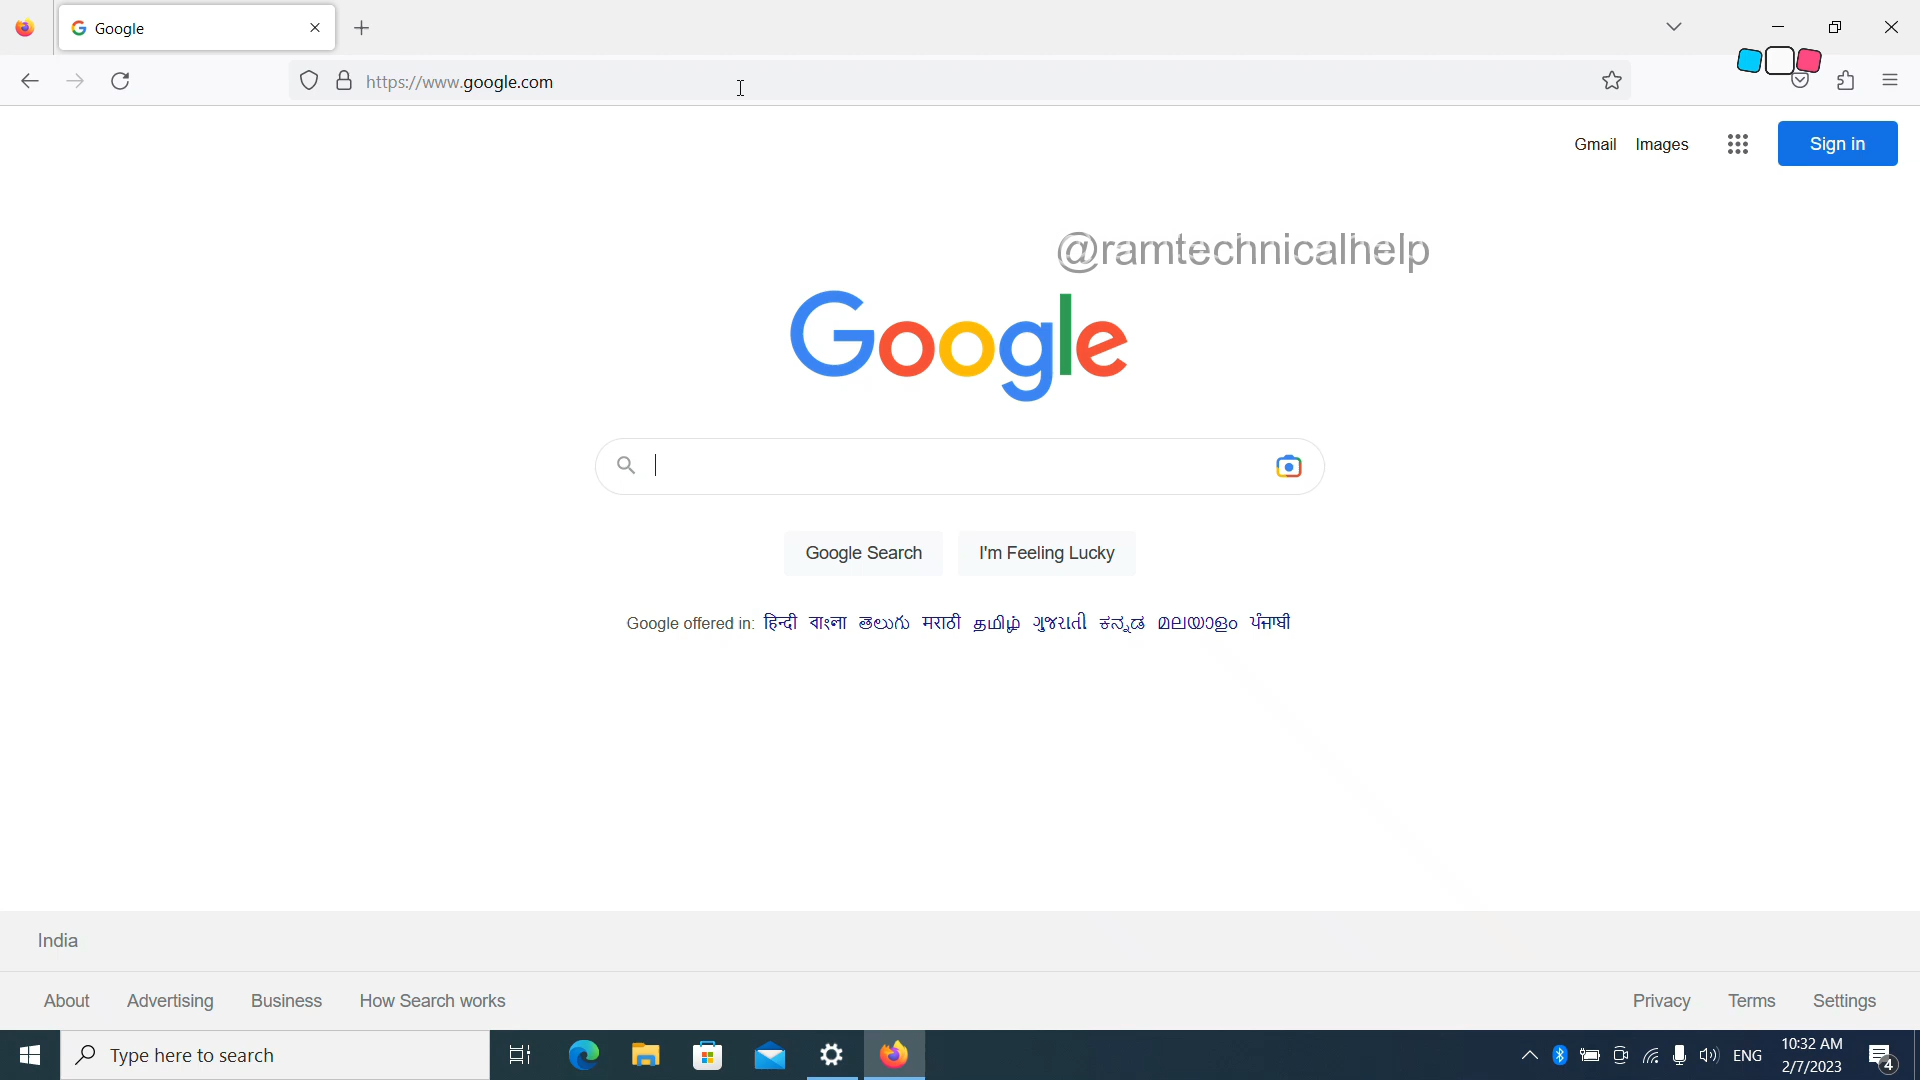 Google
https://www.google.com
Gmail Images Sign in
@ramtechnicalhelp
Google
Google Search I'm Feeling Lucky
Google offered in: हिन्दी বাংলা తెలుగు मराठी தமிழ் ગુજરાતી ಕನ್ನಡ മലയാളം ਪੰਜਾਬੀ
India
About Advertising Business How Search works Privacy Terms Settings
Type here to search ENG 10:32 AM
2/7/2023 4